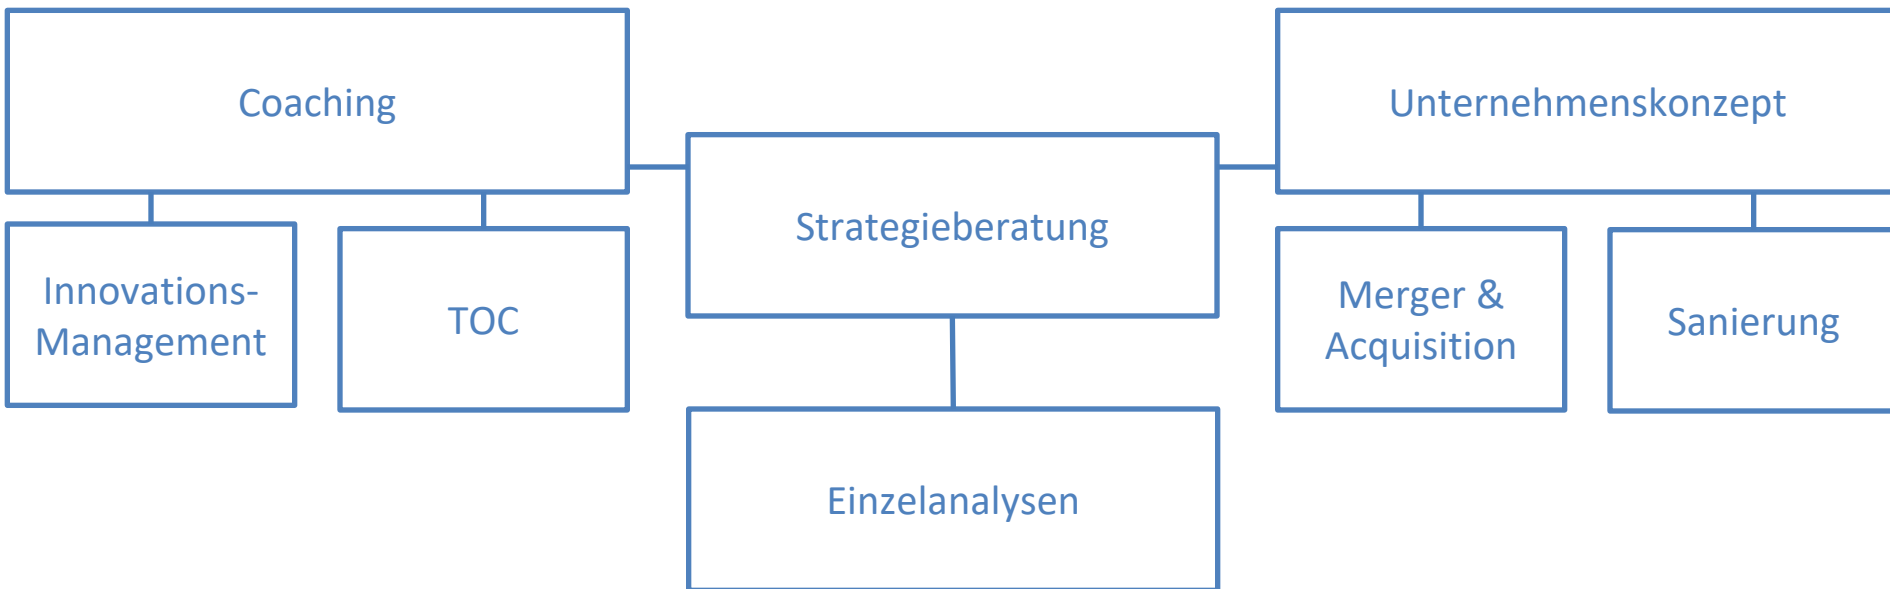 Coaching
Unternehmenskonzept
Strategieberatung
Innovations-
Management
TOC
Merger &
Acquisition
Sanierung
Einzelanalysen